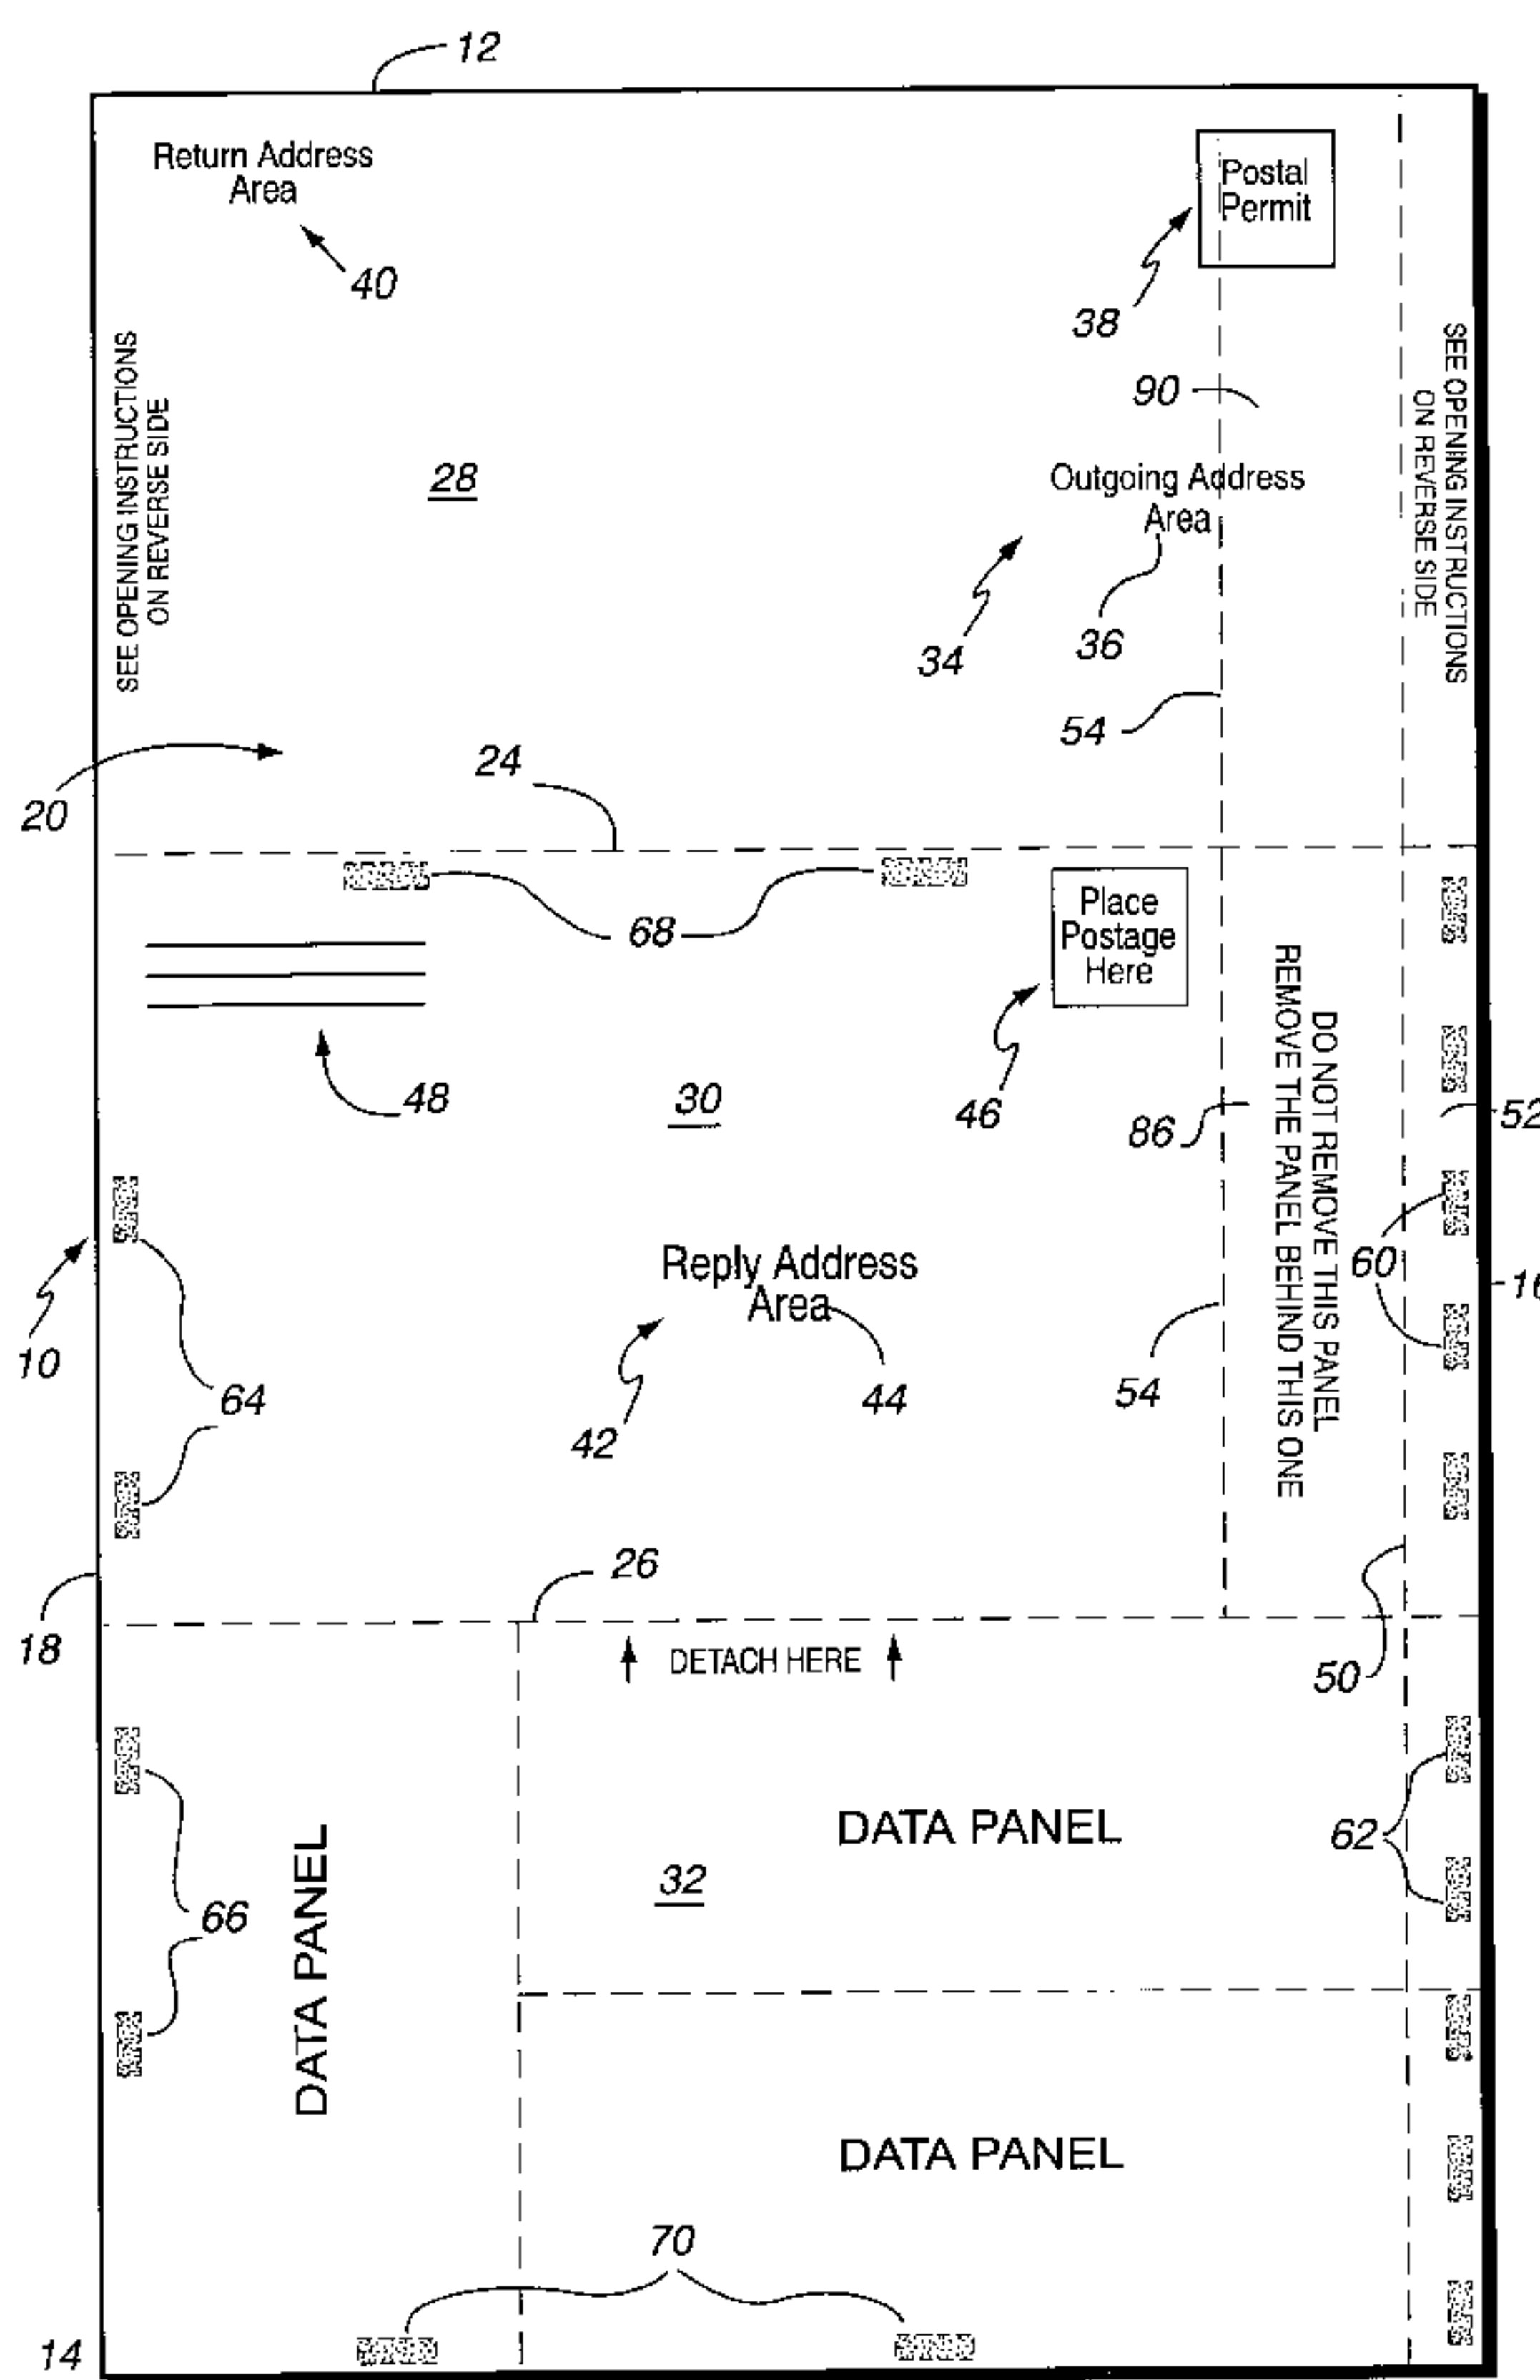 12
Return Address
Area
40
Postal
Permit
38
90
SEE OPENING INSTRUCTIONS
ON REVERSE SIDE
SEE OPENING INSTRUCTIONS
ON REVERSE SIDE
28
Outgoing Address
Area
34
36
54
20
24
68
Place
Postage
Here
48
30
46
86
52
DO NOT REMOVE THIS PANEL
REMOVE THE PANEL BEHIND THIS ONE
Reply Address
Area
60
10
64
42
44
54
26
18
DETACH HERE
50
DATA PANEL
62
32
66
DATA PANEL
DATA PANEL
70
14